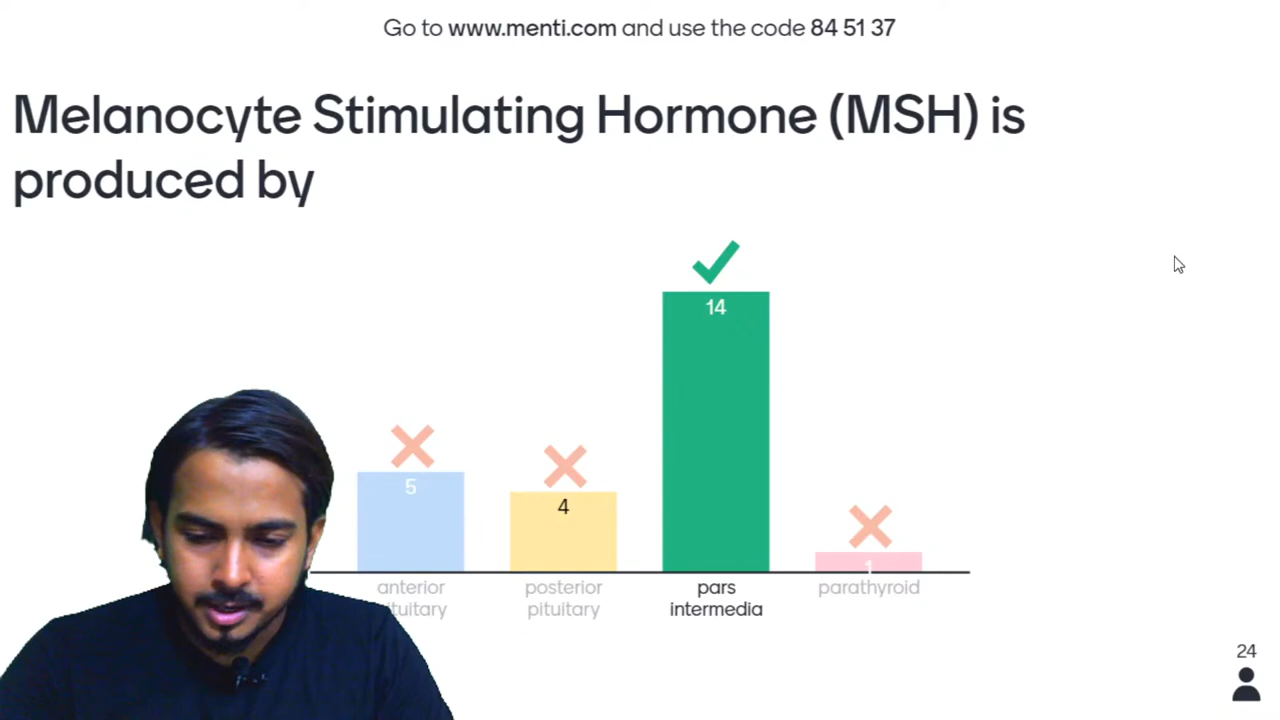 Go to www.menti.com and use the code 84 51 37
Melanocyte Stimulating Hormone (MSH) is
produced by
14
5
4
1
anterior
posterior
pituitary
pars
intermedia
parathyroid
24